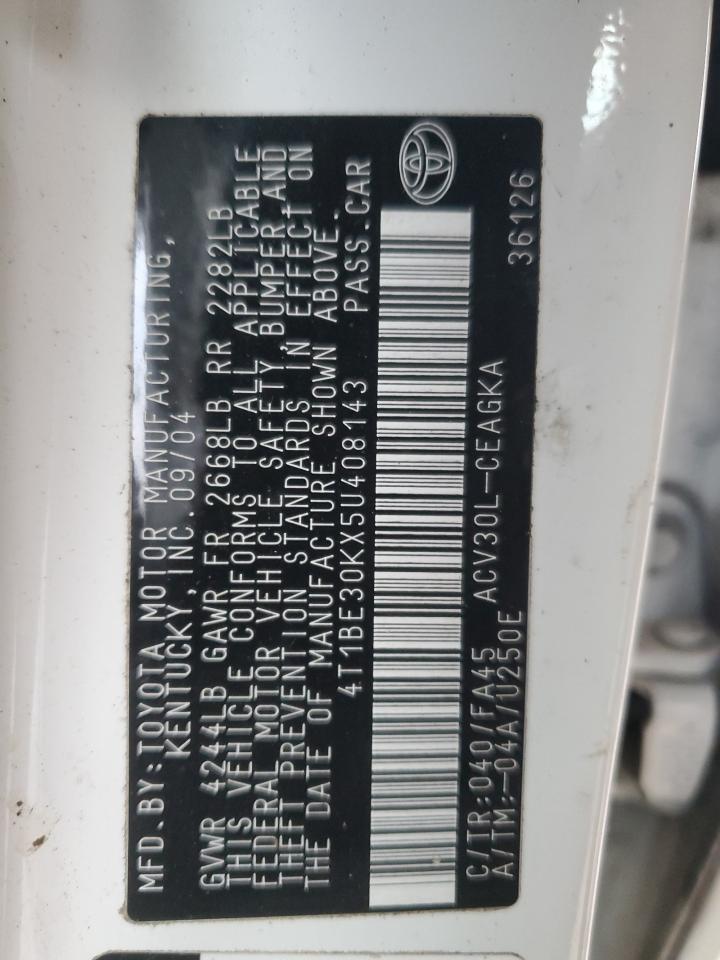 MFD.BY:TOYOTA MOTOR MANUFACTURING,
KENTUCKY, INC. 09/04
GVWR 4244LB GAWR FR 2668LB RR 2282LB
THIS VEHICLE CONFORMS TO ALL APPLICABLE
FEDERAL MOTOR VEHICLE SAFETY, BUMPER, AND
THEFT PREVENTION STANDARDS IN EFFECT ON
THE DATE OF MANUFACTURE SHOWN ABOVE.
4T1BE30KX5U408143 PASS.CAR
C/TR:040/FA45 ACV30L-CEAGKA
A/TM:-04A/U250E 36126